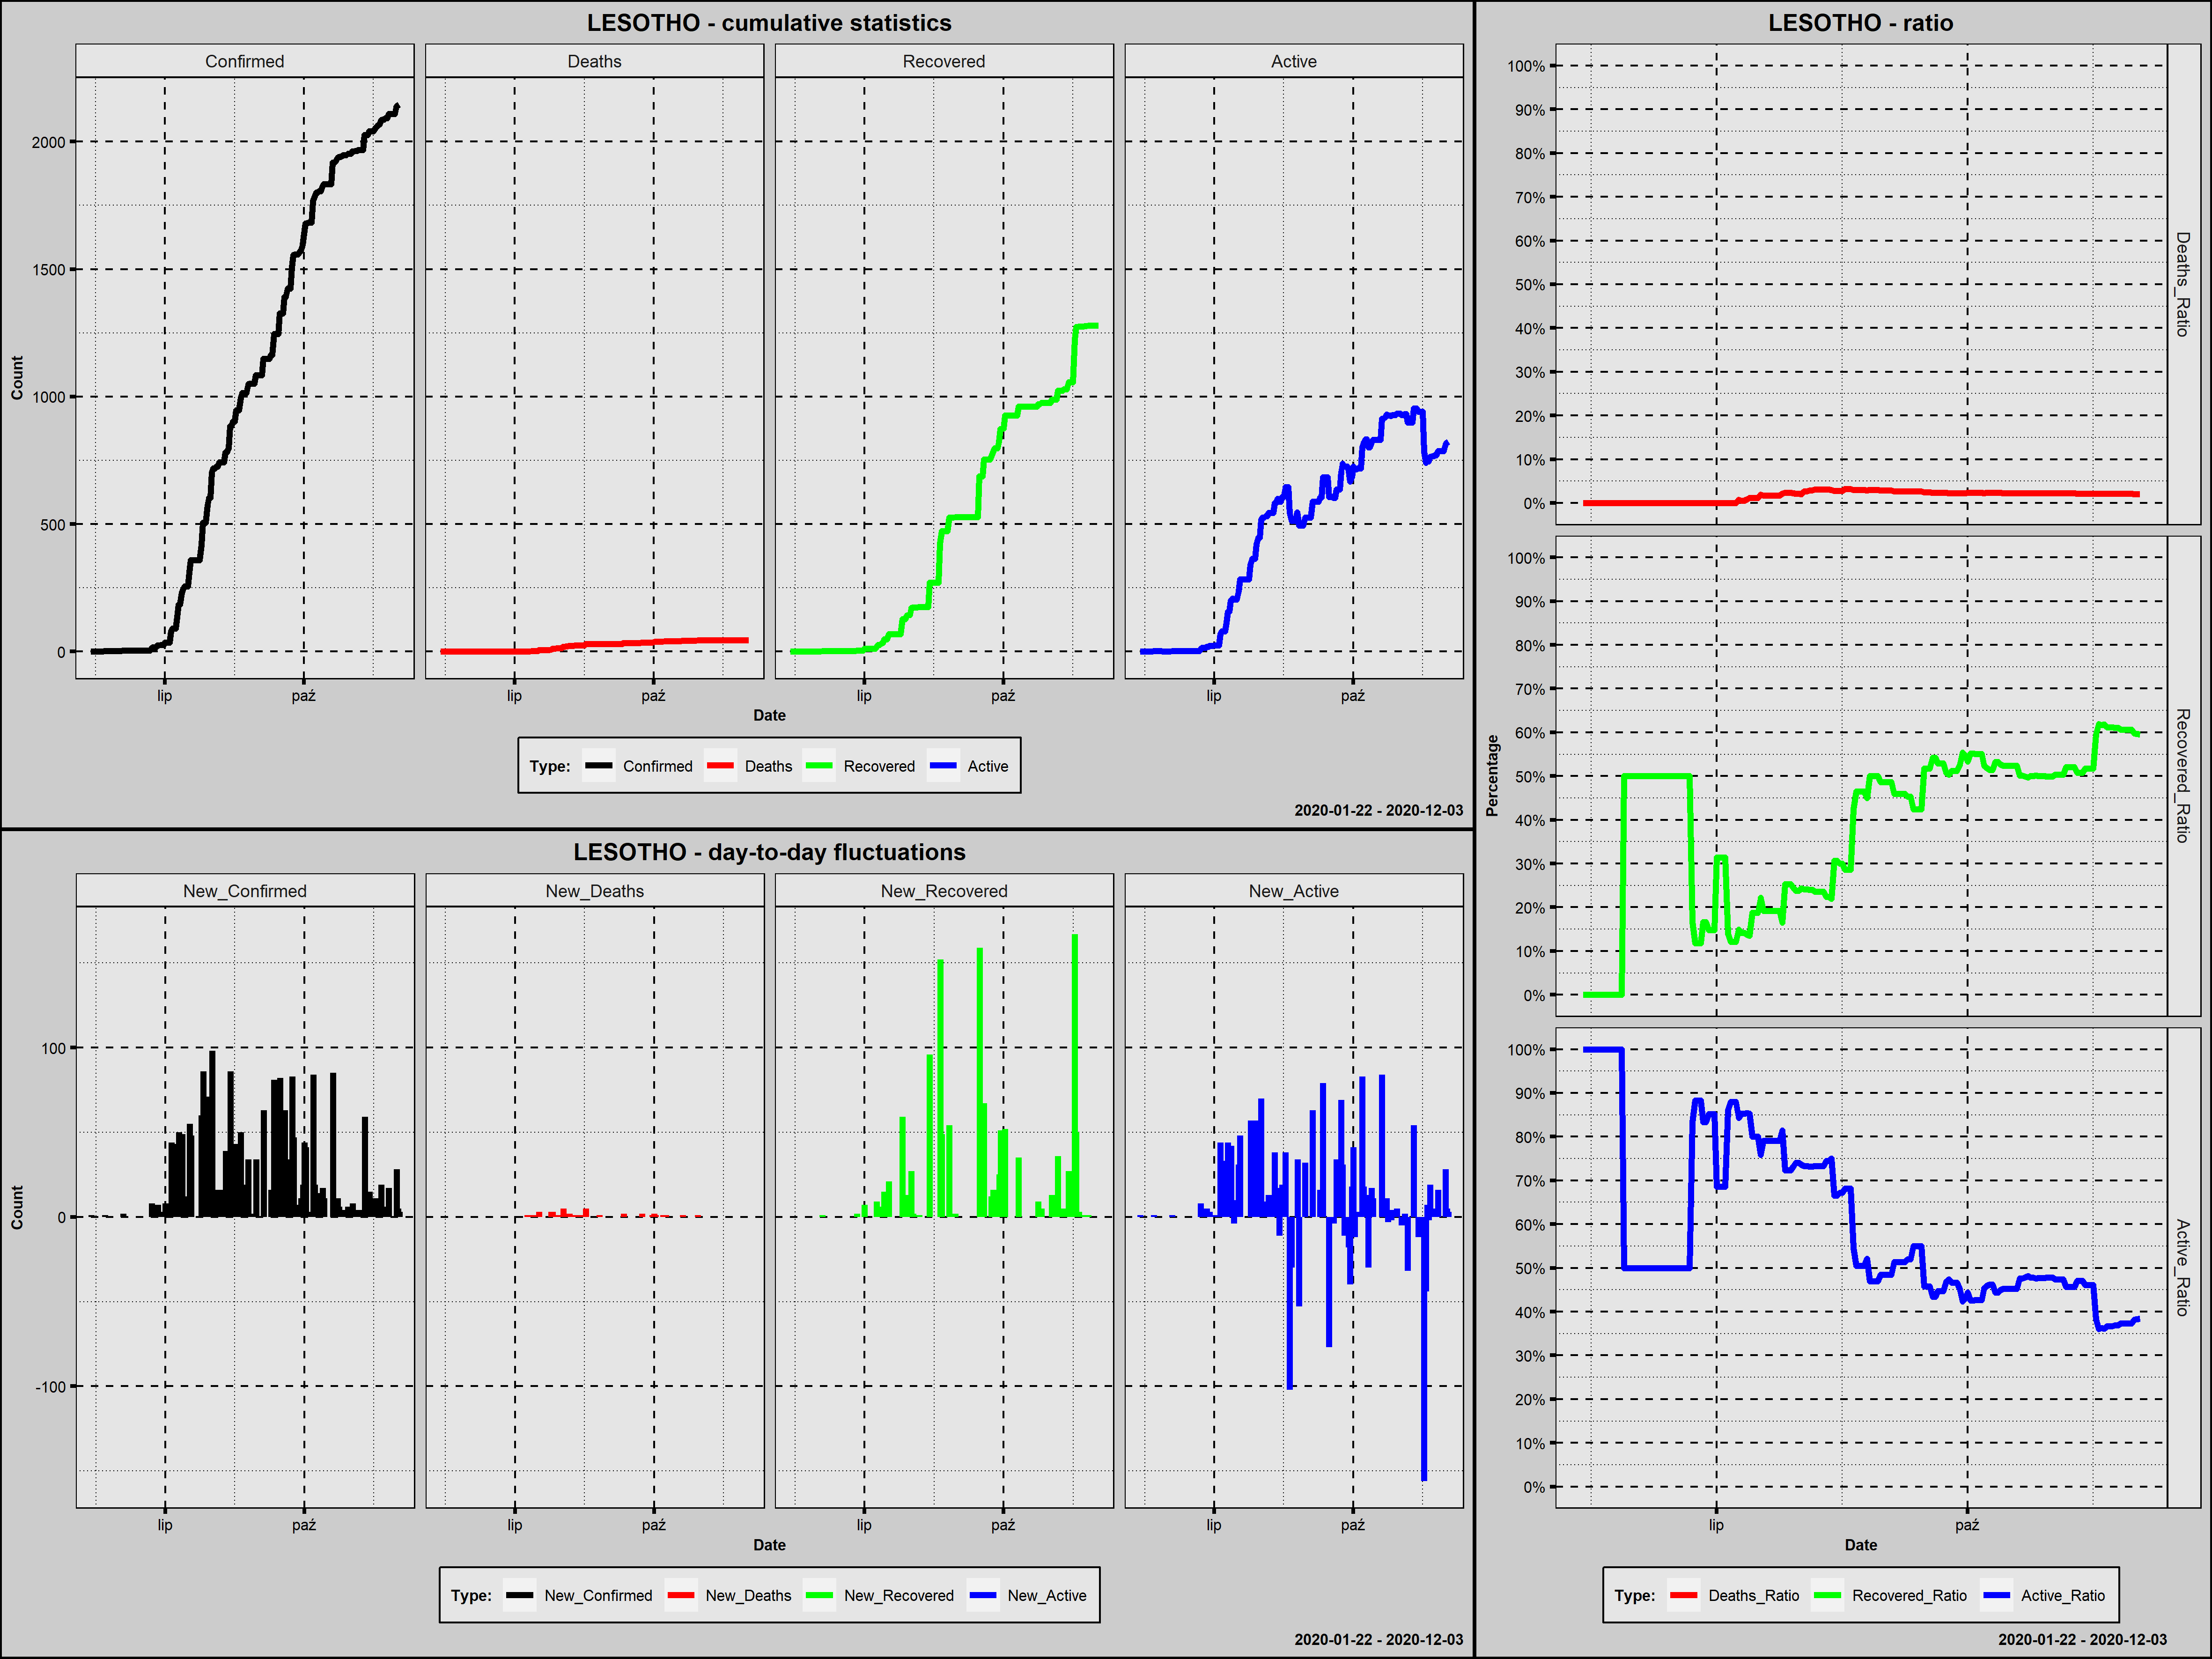 LESOTHO - cumulative statistics
Confirmed Deaths Recovered Active
Count
2000
1500
1000
500
0
lip paź lip paź lip paź lip paź
Date
Type: Confirmed Deaths Recovered Active
2020-01-22 - 2020-12-03
LESOTHO - day-to-day fluctuations
New_Confirmed New_Deaths New_Recovered New_Active
Count
100
0
-100
lip paź lip paź lip paź lip paź
Date
Type: New_Confirmed New_Deaths New_Recovered New_Active
2020-01-22 - 2020-12-03
LESOTHO - ratio
Percentage
100%
90%
80%
70%
60%
50%
40%
30%
20%
10%
0%
Deaths_Ratio
100%
90%
80%
70%
60%
50%
40%
30%
20%
10%
0%
Recovered_Ratio
100%
90%
80%
70%
60%
50%
40%
30%
20%
10%
0%
Active_Ratio
lip paź
Date
Type: Deaths_Ratio Recovered_Ratio Active_Ratio
2020-01-22 - 2020-12-03